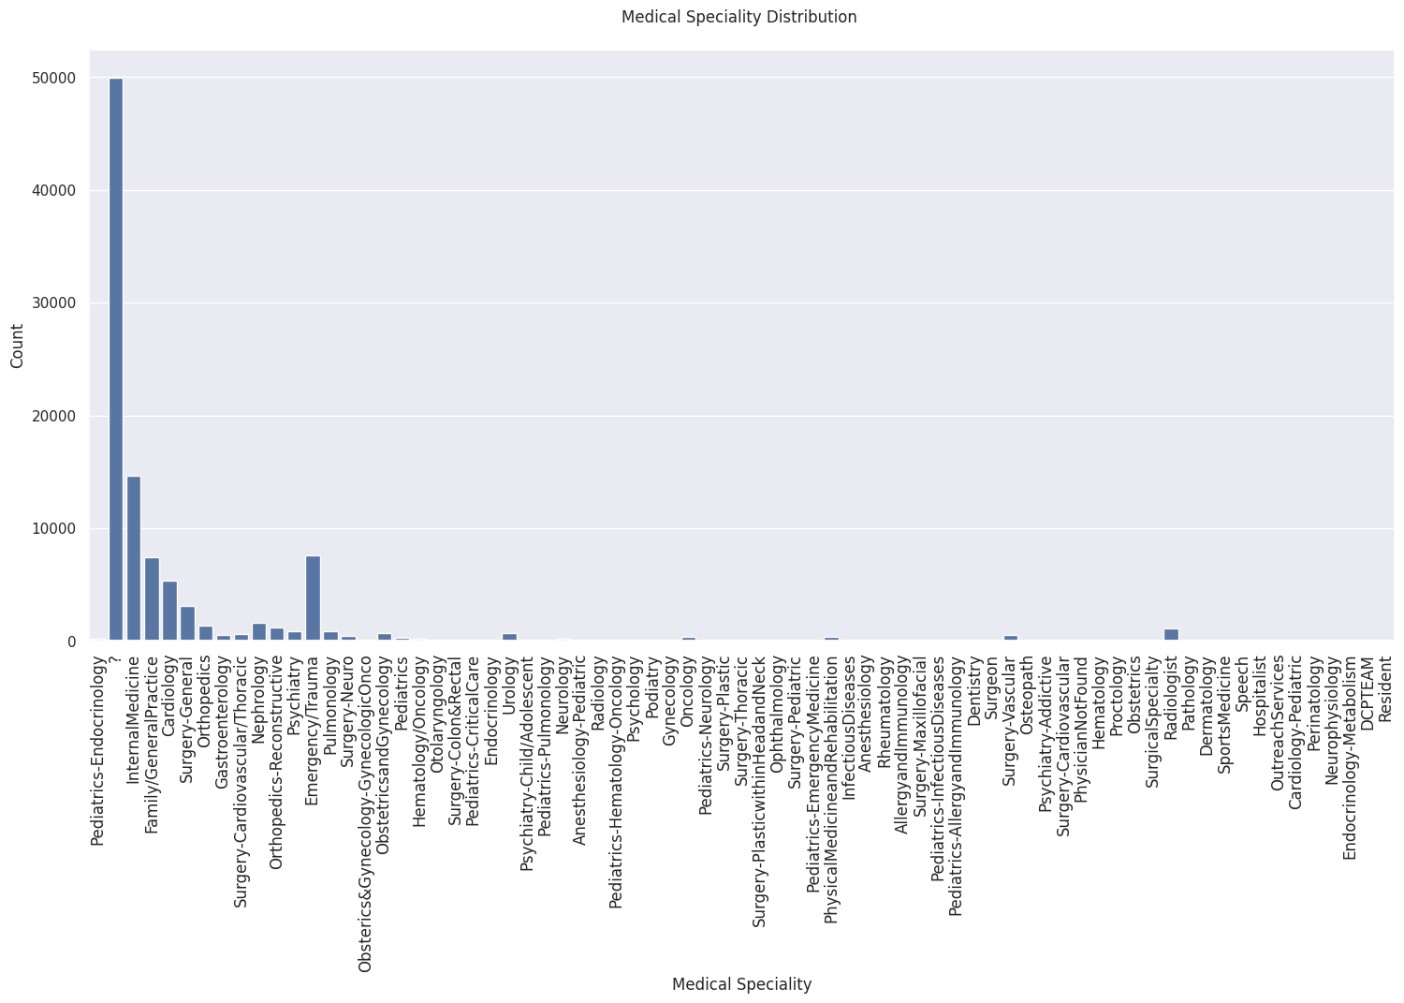 Medical Speciality Distribution
50000
40000
30000
20000
10000
0
Count
Pediatrics-Endocrinology
?
InternalMedicine
Family/GeneralPractice
Cardiology
Surgery-General
Orthopedics
Gastroenterology
Surgery-Cardiovascular/Thoracic
Nephrology
Orthopedics-Reconstructive
Psychiatry
Emergency/Trauma
Pulmonology
Surgery-Neuro
Obsterics&Gynecology-GynecologicOnco
ObstetricsandGynecology
Pediatrics
Hematology/Oncology
Otolaryngology
Surgery-Colon&Rectal
Pediatrics-CriticalCare
Endocrinology
Urology
Psychiatry-Child/Adolescent
Pediatrics-Pulmonology
Neurology
Anesthesiology-Pediatric
Radiology
Pediatrics-Hematology-Oncology
Psychology
Podiatry
Gynecology
Oncology
Pediatrics-Neurology
Surgery-Plastic
Surgery-Thoracic
Surgery-PlasticwithinHeadandNeck
Ophthalmology
Surgery-Pediatric
Pediatrics-EmergencyMedicine
PhysicalMedicineandRehabilitation
InfectiousDiseases
Anesthesiology
Rheumatology
AllergyandImmunology
Surgery-Maxillofacial
Pediatrics-InfectiousDiseases
Pediatrics-AllergyandImmunology
Dentistry
Surgeon
Surgery-Vascular
Osteopath
Psychiatry-Addictive
Surgery-Cardiovascular
PhysicianNotFound
Hematology
Proctology
Obstetrics
SurgicalSpecialty
Radiologist
Pathology
Dermatology
SportsMedicine
Speech
Hospitalist
OutreachServices
Cardiology-Pediatric
Perinatology
Neurophysiology
Endocrinology-Metabolism
DCPTEAM
Resident
Medical Speciality